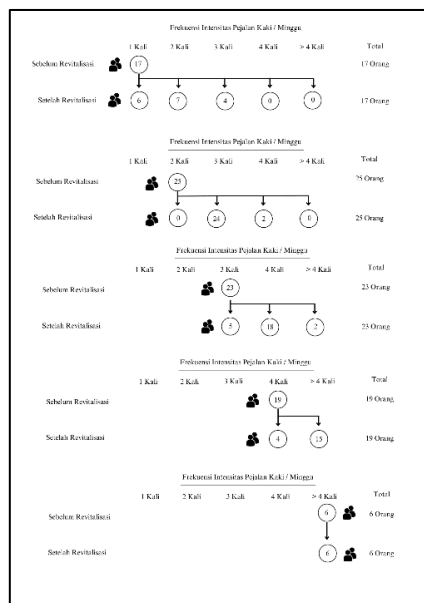 Frekuensi Intensitas Pejalan Kaki / Minggu
1 Kali 2 Kali 3 Kali 4 Kali > 4 Kali Total
Sebelum Revitalisasi 17 17 Orang
Setelah Revitalisasi 6 7 4 0 0 17 Orang
Frekuensi Intensitas Pejalan Kaki / Minggu
1 Kali 2 Kali 3 Kali 4 Kali > 4 Kali Total
Sebelum Revitalisasi 25 25 Orang
Setelah Revitalisasi 0 24 2 0 25 Orang
Frekuensi Intensitas Pejalan Kaki / Minggu
1 Kali 2 Kali 3 Kali 4 Kali > 4 Kali Total
Sebelum Revitalisasi 23 23 Orang
Setelah Revitalisasi 5 18 2 23 Orang
Frekuensi Intensitas Pejalan Kaki / Minggu
1 Kali 2 Kali 3 Kali 4 Kali > 4 Kali Total
Sebelum Revitalisasi 19 19 Orang
Setelah Revitalisasi 4 15 19 Orang
Frekuensi Intensitas Pejalan Kaki / Minggu
1 Kali 2 Kali 3 Kali 4 Kali > 4 Kali Total
Sebelum Revitalisasi 6 6 Orang
Setelah Revitalisasi 6 6 Orang